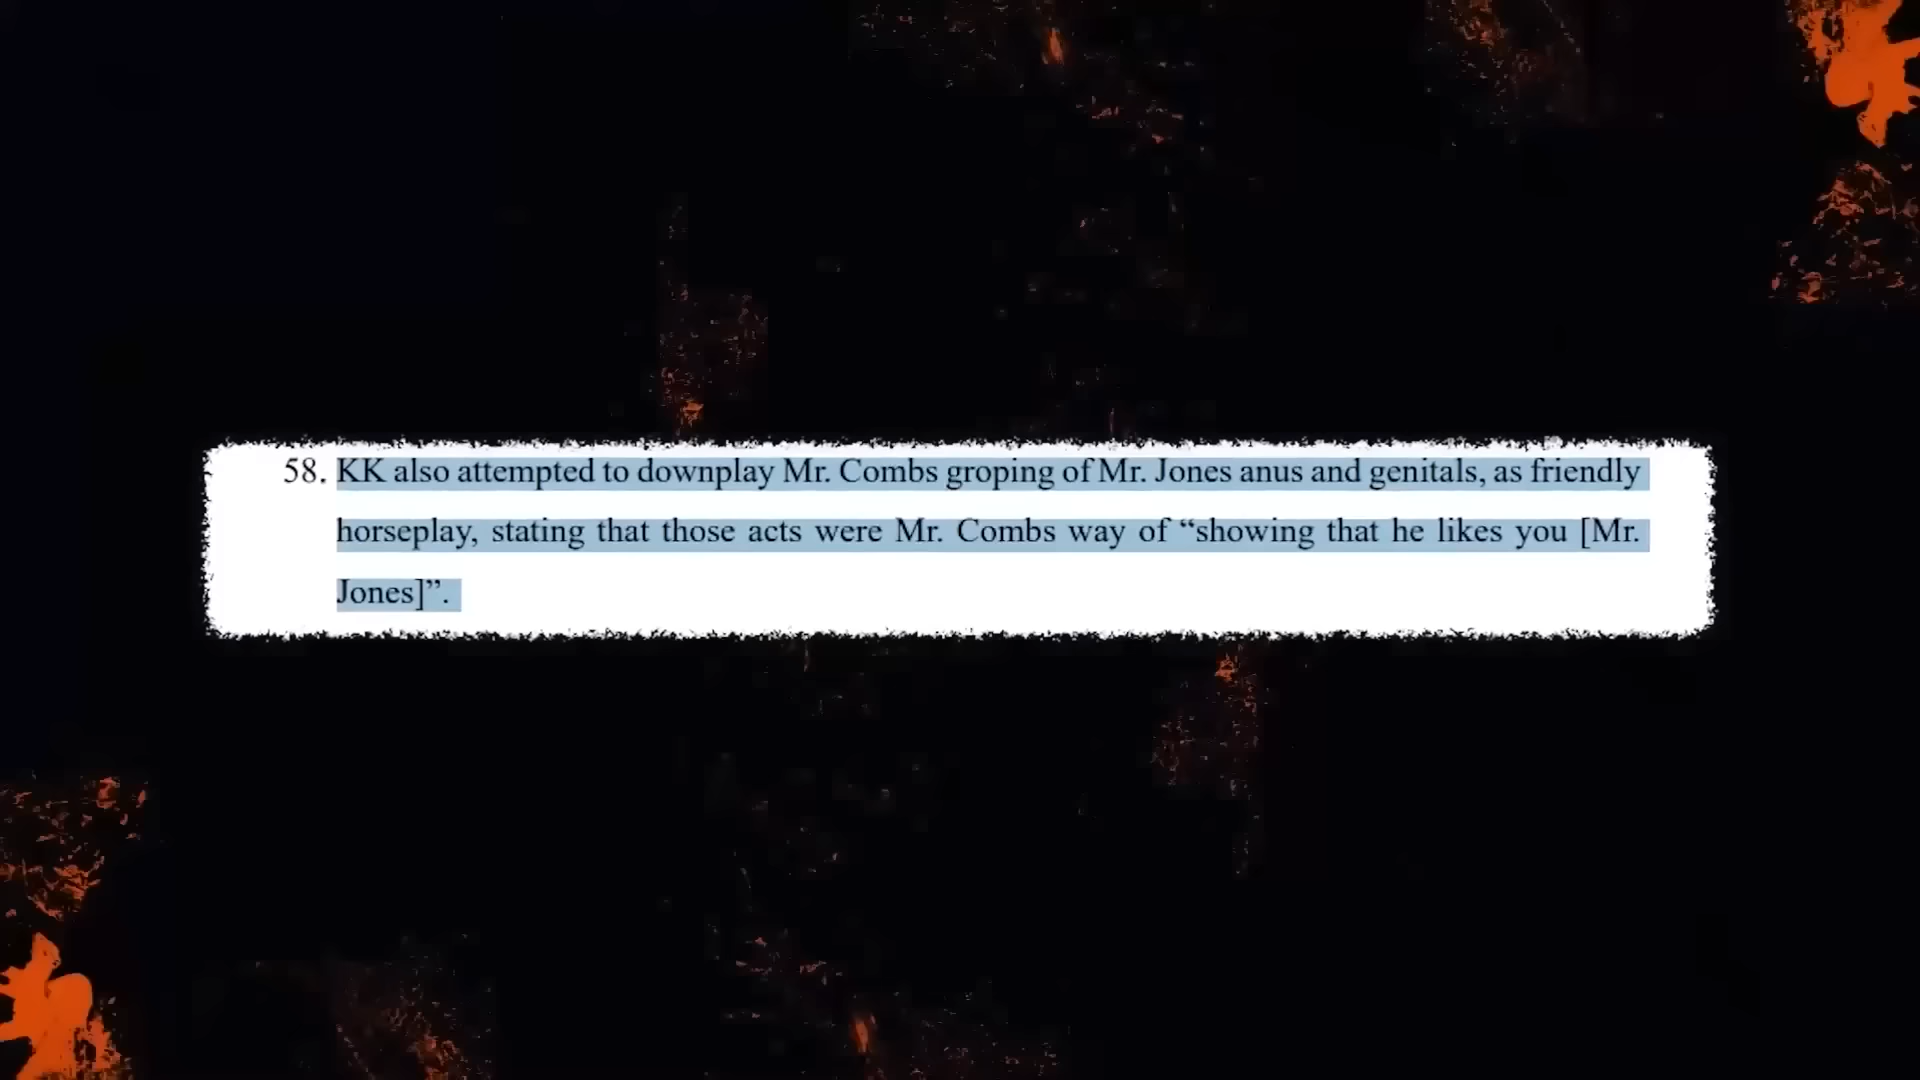 58. KK also attempted to downplay Mr. Combs groping of Mr. Jones anus and genitals, as friendly
horseplay, stating that those acts were Mr. Combs way of “showing that he likes you [Mr.
Jones]”.